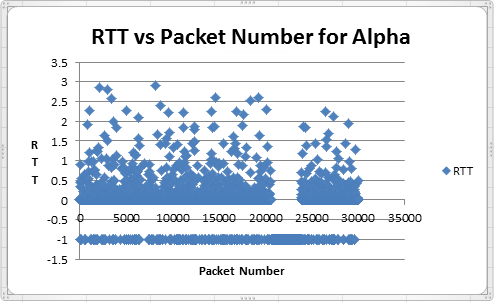 RTT vs Packet Number for Alpha
3.5
3
2.5
2
1.5
1
0.5
0
-0.5
-1
-1.5
R
T
T
0 5000 10000 15000 20000 25000 30000 35000
Packet Number
RTT